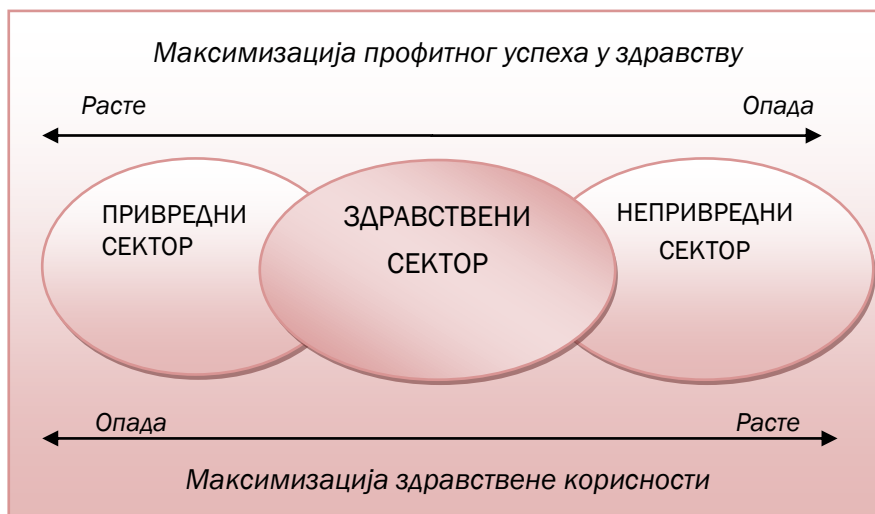 Максимизација профитног успеха у здравству
Расте
Опада
ПРИВРЕДНИ
СЕКТОР
ЗДРАВСТВЕНИ
СЕКТОР
НЕПРИВРЕДНИ
СЕКТОР
Опада
Расте
Максимизација здравствене корисности